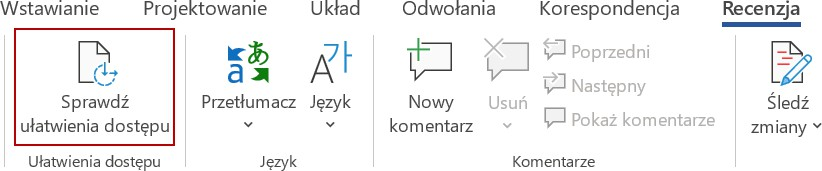 Wstawianie Projektowanie Układ Odwołania Korespondencja Recenzja
Sprawdź
ułatwienia dostępu
Przetłumacz
Język
Nowy
komentarz
Usuń
Poprzedni
Następny
Pokaż komentarze
Śledź
zmiany
Ułatwienia dostępu
Język
Komentarze